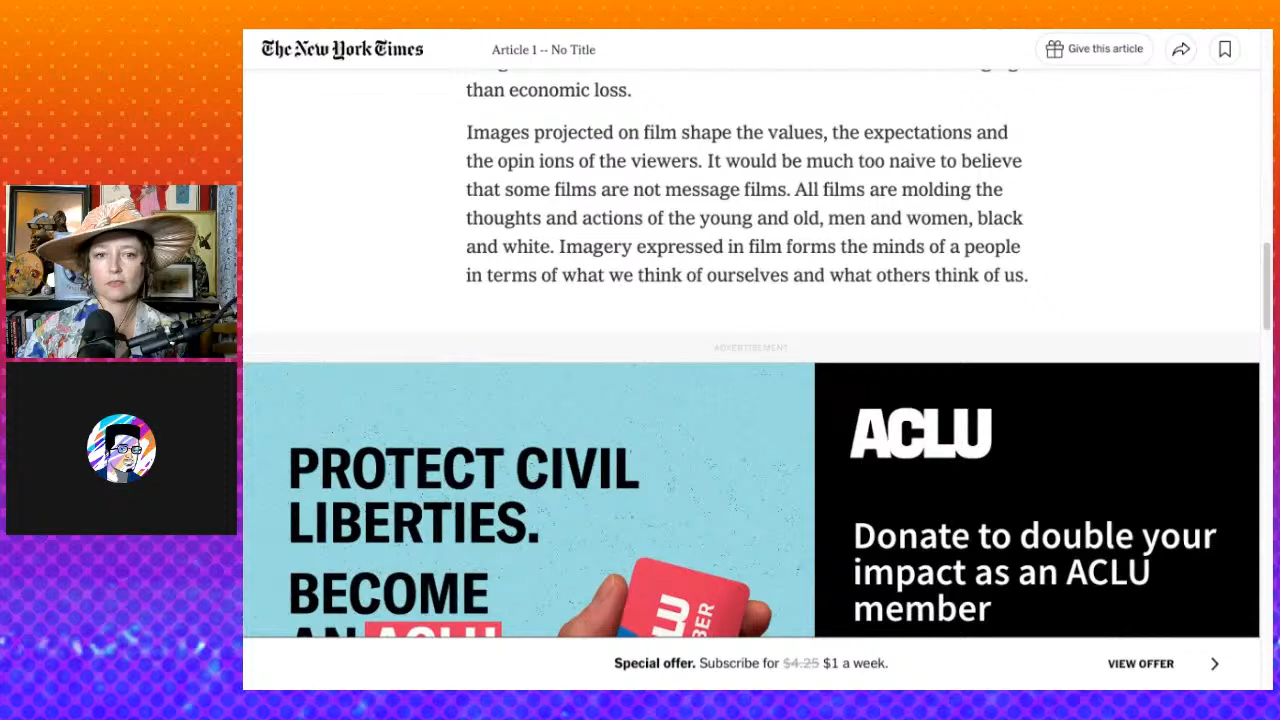 The New York Times
Article 1 -- No Title
Give this article
than economic loss.
Images projected on film shape the values, the expectations and
the opin ions of the viewers. It would be much too naive to believe
that some films are not message films. All films are molding the
thoughts and actions of the young and old, men and women, black
and white. Imagery expressed in film forms the minds of a people
in terms of what we think of ourselves and what others think of us.
ADVERTISEMENT
PROTECT CIVIL
LIBERTIES.
BECOME
AN ACLU
ACLU
Donate to double your
impact as an ACLU
member
Special offer. Subscribe for $4.25 $1 a week.
VIEW OFFER